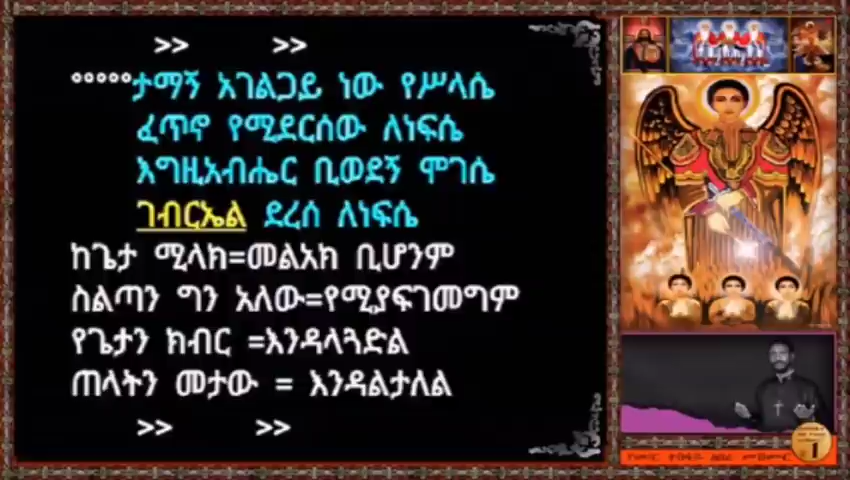 >> >>
°°°°°ታማኝ አገልጋይ ነው የሥላሴ
ፈጥኖ የሚደርሰው ለነፍሴ
እግዚአብሔር ቢወደኝ ሞገሴ
ገብርኤል ደረሰ ለነፍሴ
ከጌታ ሚላክ=መልአክ ቢሆንም
ስልጣን ግን አለው=የሚያፍገመግም
የጌታን ክብር =እንዳላጓድል
ጠላትን መታው = እንዳልታለል
>> >>
1